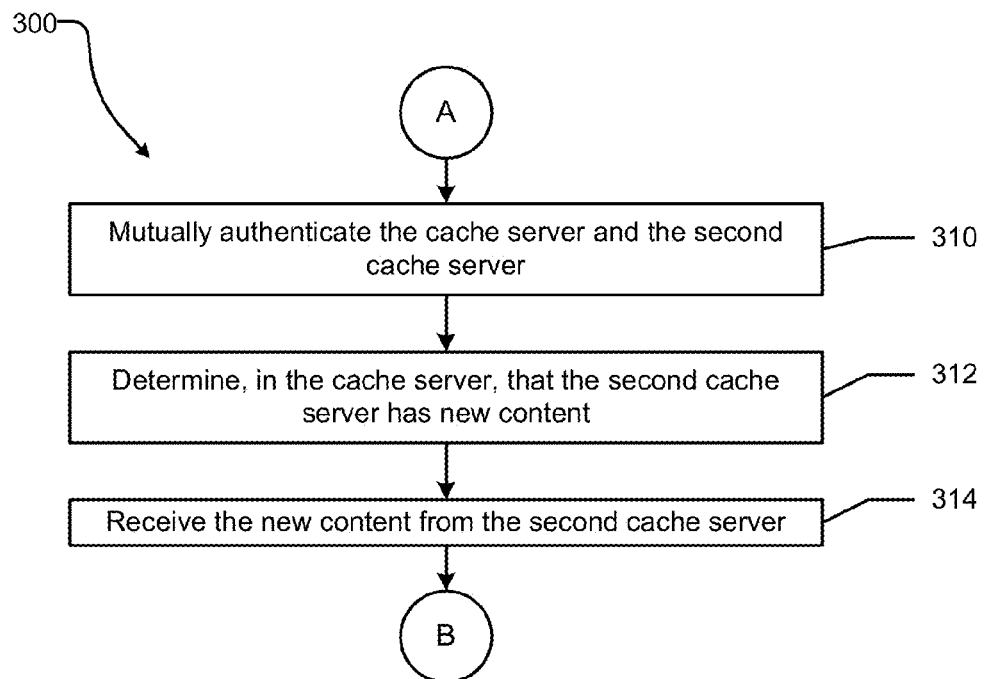 300
A
Mutually authenticate the cache server and the second
cache server
310
Determine, in the cache server, that the second cache
server has new content
312
Receive the new content from the second cache server
314
B